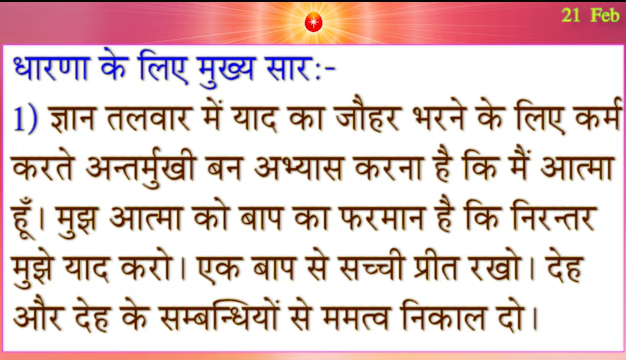 21 Feb
धारणा के लिए मुख्य सार:-
1) ज्ञान तलवार में याद का जौहर भरने के लिए कर्म
करते अन्तर्मुखी बन अभ्यास करना है कि मैं आत्मा
हूँ। मुझ आत्मा को बाप का फरमान है कि निरन्तर
मुझे याद करो। एक बाप से सच्ची प्रीत रखो। देह
और देह के सम्बन्धियों से ममत्व निकाल दो।